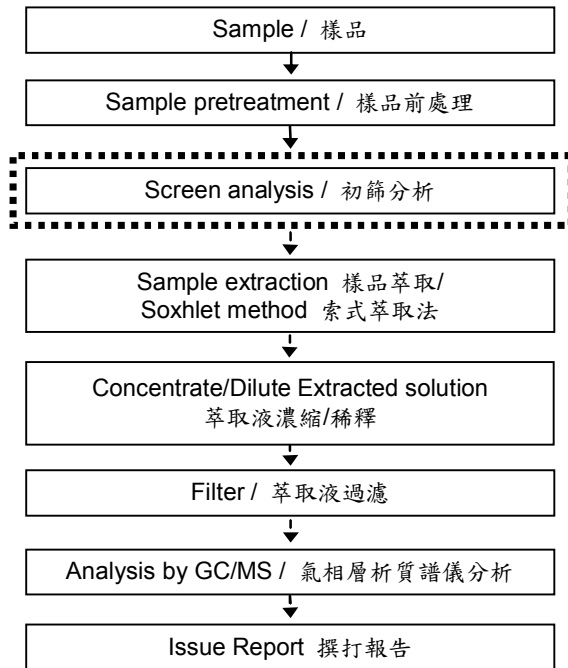 Sample / 樣品
Sample pretreatment / 樣品前處理
Screen analysis / 初篩分析
Sample extraction 樣品萃取/
Soxhlet method 索式萃取法
Concentrate/Dilute Extracted solution
萃取液濃縮/稀釋
Filter / 萃取液過濾
Analysis by GC/MS / 氣相層析質譜儀分析
Issue Report 撰打報告